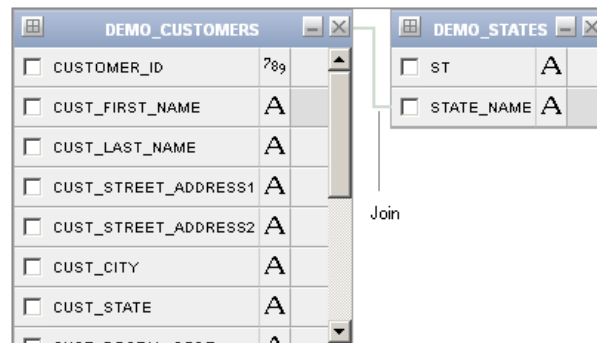 DEMO_CUSTOMERS
CUSTOMER_ID 789
CUST_FIRST_NAME A
CUST_LAST_NAME A
CUST_STREET_ADDRESS1 A
CUST_STREET_ADDRESS2 A
CUST_CITY A
CUST_STATE A
DEMO_STATES
ST A
STATE_NAME A
Join